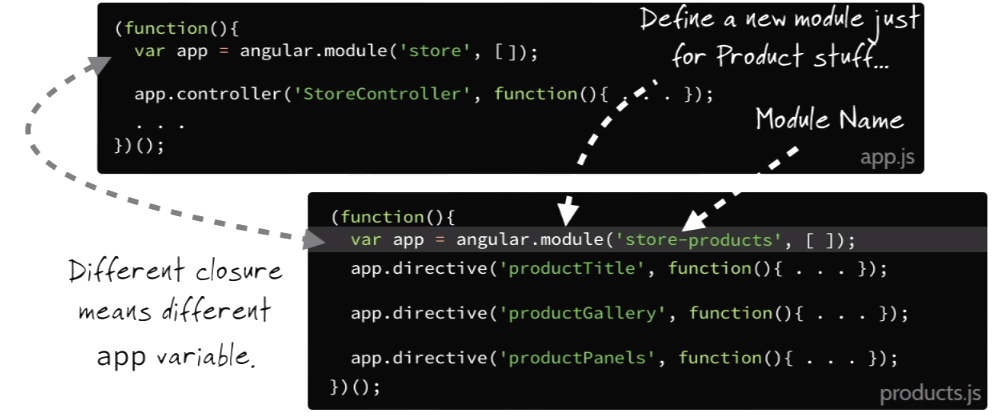 (function(){
var app = angular.module('store', [ ]);
app.controller('StoreController', function(){ . . . });
. . .
})();
app.js
Define a new module just
for Product stuff...
Module Name
(function(){
var app = angular.module('store-products', [ ]);
app.directive('productTitle', function(){ . . . });
app.directive('productGallery', function(){ . . . });
app.directive('productPanels', function(){ . . . });
})();
products.js
Different closure
means different
app variable.